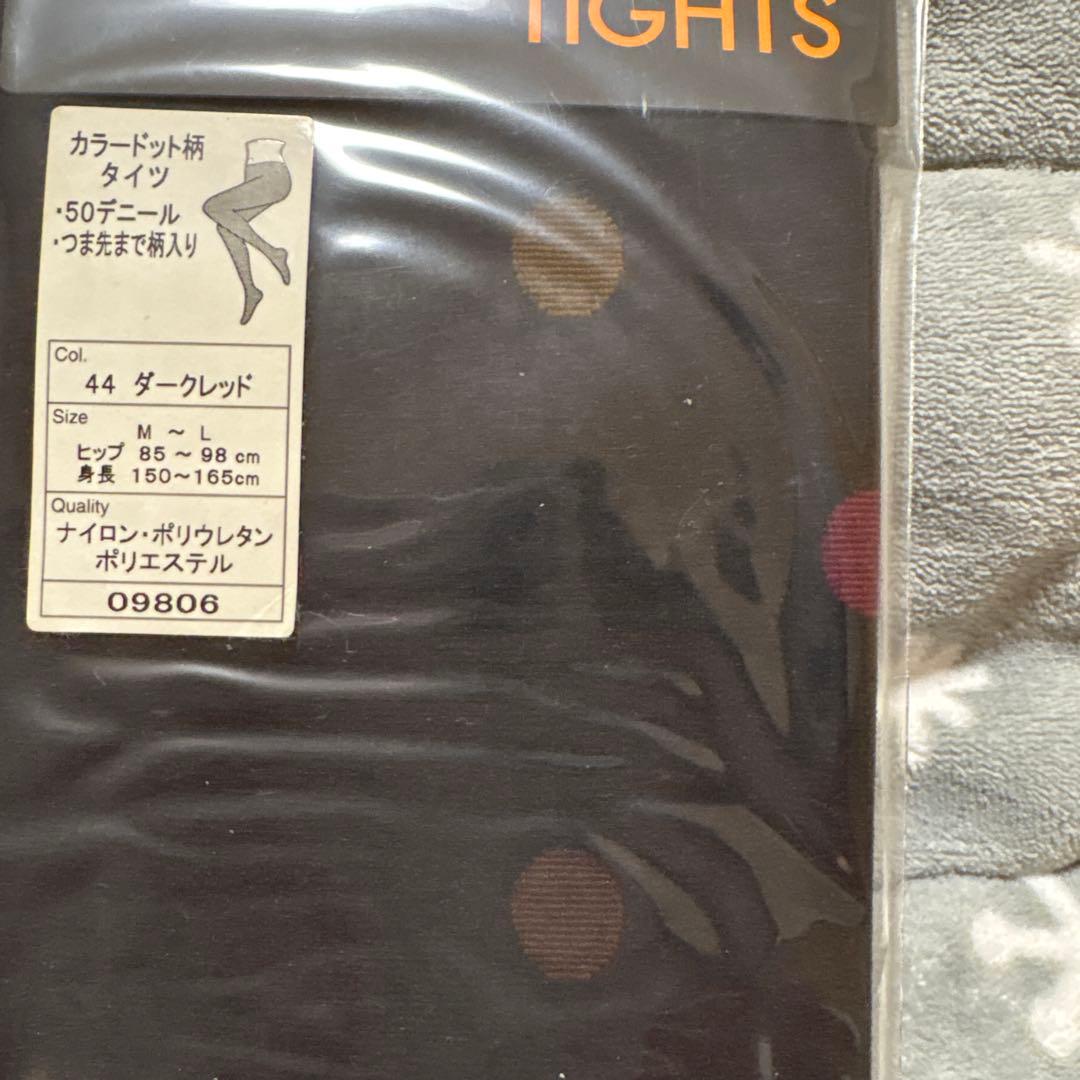 TIGHTS
カラードット柄
タイツ
・50デニール
・つま先まで柄入り
Col.
44 ダークレッド
Size
M ～ L
ヒップ 85～98cm
身長 150～165cm
Quality
ナイロン・ポリウレタン
ポリエステル
09806